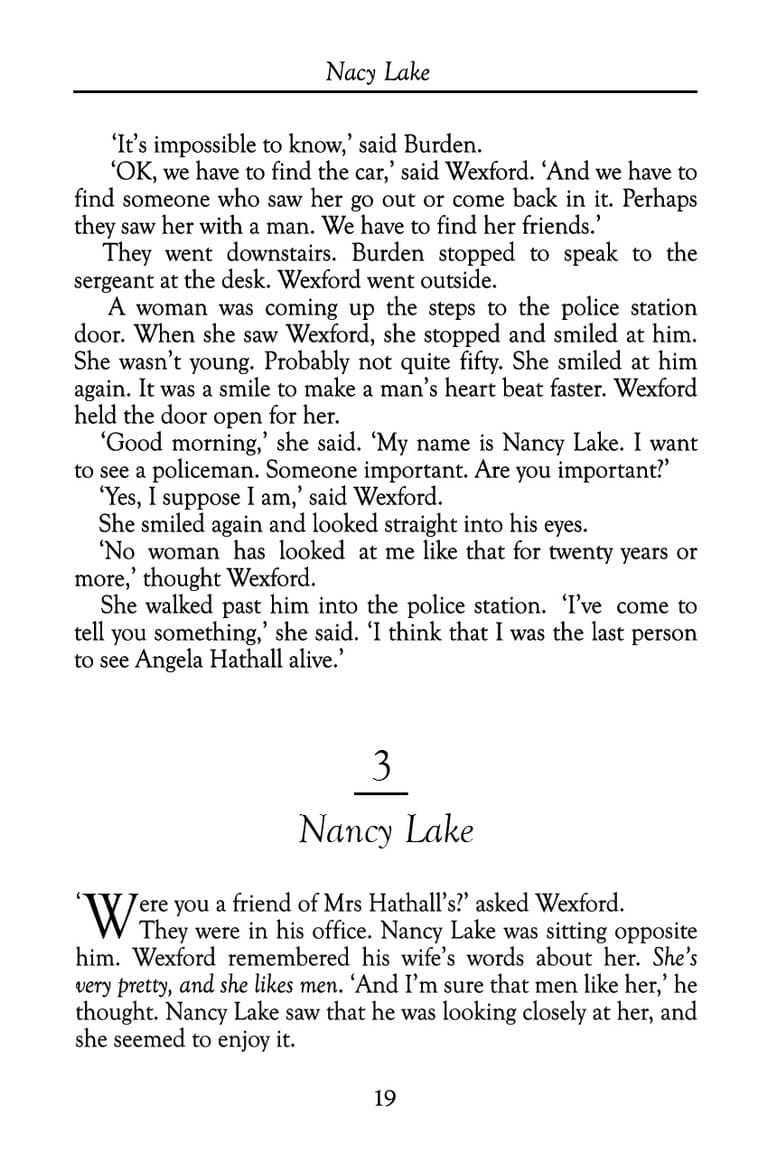 Nacy Lake
‘It’s impossible to know,’ said Burden.
‘OK, we have to find the car,’ said Wexford. ‘And we have to
find someone who saw her go out or come back in it. Perhaps
they saw her with a man. We have to find her friends.’
They went downstairs. Burden stopped to speak to the
sergeant at the desk. Wexford went outside.
A woman was coming up the steps to the police station
door. When she saw Wexford, she stopped and smiled at him.
She wasn’t young. Probably not quite fifty. She smiled at him
again. It was a smile to make a man’s heart beat faster. Wexford
held the door open for her.
‘Good morning,’ she said. ‘My name is Nancy Lake. I want
to see a policeman. Someone important. Are you important?’
‘Yes, I suppose I am,’ said Wexford.
She smiled again and looked straight into his eyes.
‘No woman has looked at me like that for twenty years or
more,’ thought Wexford.
She walked past him into the police station. ‘I’ve come to
tell you something,’ she said. ‘I think that I was the last person
to see Angela Hathall alive.’
3
Nancy Lake
‘Were you a friend of Mrs Hathall’s?’ asked Wexford.
They were in his office. Nancy Lake was sitting opposite
him. Wexford remembered his wife’s words about her. She’s
very pretty, and she likes men. ‘And I’m sure that men like her,’ he
thought. Nancy Lake saw that he was looking closely at her, and
she seemed to enjoy it.
19